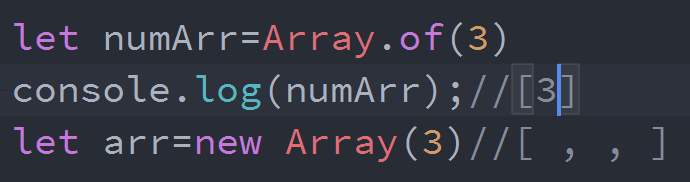 let numArr=Array.of(3)
console.log(numArr);//[3]
let arr=new Array(3)//[ , , ]